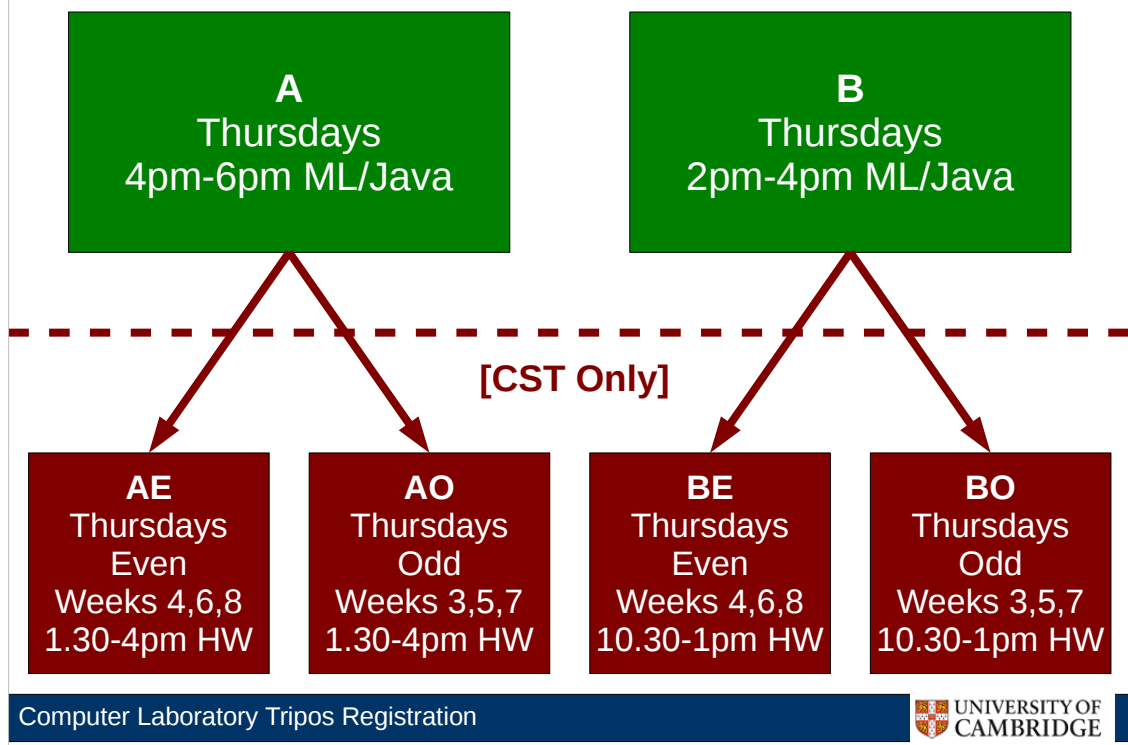 A
Thursdays
4pm-6pm ML/Java
B
Thursdays
2pm-4pm ML/Java
[CST Only]
AE
Thursdays
Even
Weeks 4,6,8
1.30-4pm HW
AO
Thursdays
Odd
Weeks 3,5,7
1.30-4pm HW
BE
Thursdays
Even
Weeks 4,6,8
10.30-1pm HW
BO
Thursdays
Odd
Weeks 3,5,7
10.30-1pm HW
Computer Laboratory Tripos Registration
UNIVERSITY OF
CAMBRIDGE